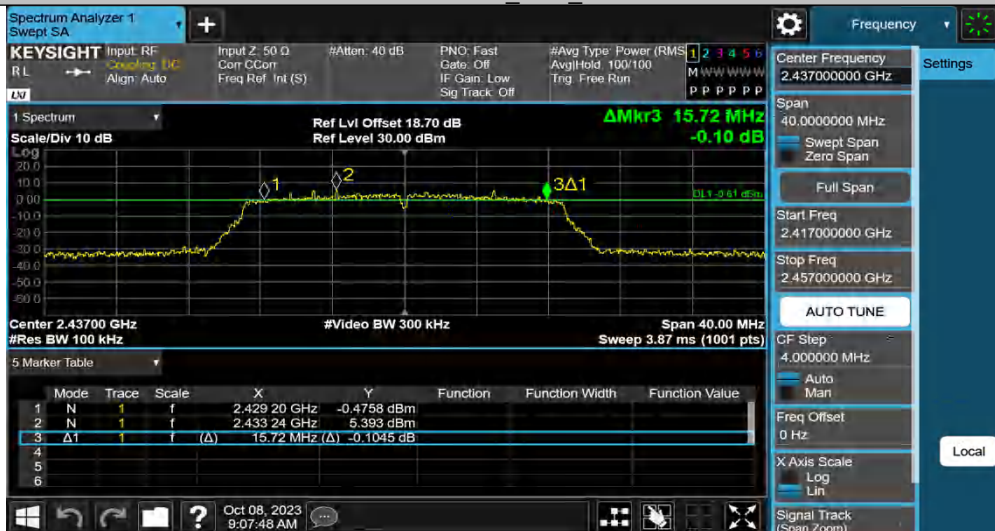 Spectrum Analyzer 1
Swept SA
+
Frequency
KEYSIGHT
RL
LXI
Input: RF
Coupling: DC
Align: Auto
Input Z: 50 Ω
Corr CCorr
Freq Ref: Int (S)
#Atten: 40 dB
PNO: Fast
Gate: Off
IF Gain: Low
Sig Track: Off
#Avg Type: Power (RMS
Avg|Hold: 100/100
Trig: Free Run
1 2 3 4 5 6
M W W W W W
P P P P P P
1 Spectrum
Scale/Div 10 dB
Ref Lvl Offset 18.70 dB
Ref Level 30.00 dBm
ΔMkr3 15.72 MHz
-0.10 dB
Log
20.0
10.0
0.00
-10.0
-20.0
-30.0
-40.0
-50.0
-60.0
1
2
3Δ1
DL1 -0.61 dBm
Center 2.43700 GHz
#Video BW 300 kHz
Span 40.00 MHz
#Res BW 100 kHz
Sweep 3.87 ms (1001 pts)
5 Marker Table
Mode Trace Scale X Y Function Function Width Function Value
1 N 1 f 2.429 20 GHz -0.4758 dBm
2 N 1 f 2.433 24 GHz 5.393 dBm
3 Δ1 1 f (Δ) 15.72 MHz (Δ) -0.1045 dB
4
5
6
?
Oct 08, 2023
9:07:48 AM
Center Frequency
2.437000000 GHz
Span
40.0000000 MHz
Swept Span
Zero Span
Full Span
Start Freq
2.417000000 GHz
Stop Freq
2.457000000 GHz
AUTO TUNE
CF Step
4.000000 MHz
Auto
Man
Freq Offset
0 Hz
X Axis Scale
Log
Lin
Signal Track
(Span Zoom)
Settings
Local